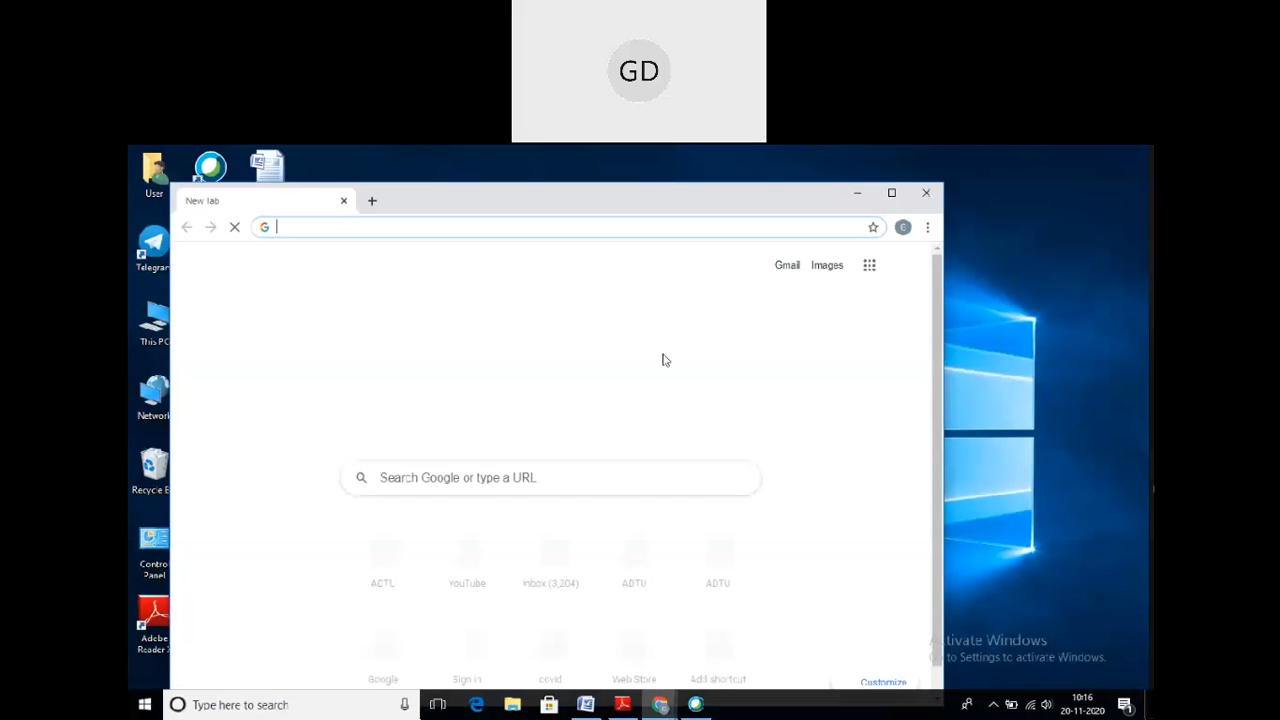 GD
User
New Tab
Telegram
Gmail Images
This PC
Network
Search Google or type a URL
Recycle B
Control
Panel
ADTU YouTube Inbox (3,204) ADTU ADTU
Adobe
Reader X
Activate Windows
Go to Settings to activate Windows.
Google Sign in covid Web Store Add shortcut
Customize
Type here to search
10:16
20-11-2020